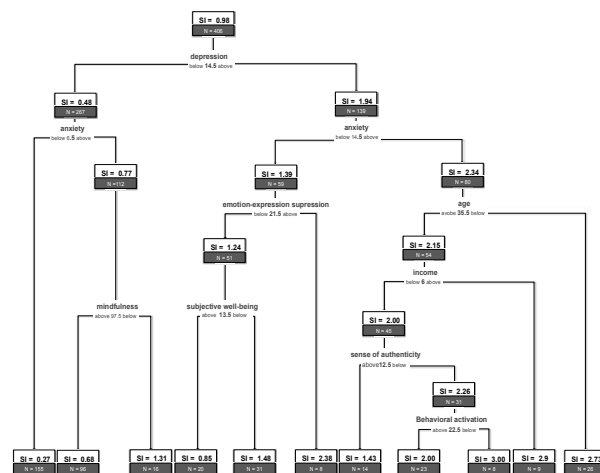 SI = 0.98
N = 406
depression
below 14.5 above
SI = 0.48
N = 267
SI = 1.94
N = 139
anxiety
below 6.5 above
anxiety
below 14.5 above
SI = 0.77
N =112
SI = 1.39
N = 59
SI = 2.34
N = 80
emotion-expression supression
below 21.5 above
age
avobe 35.5 below
SI = 1.24
N = 51
SI = 2.15
N = 54
income
below 6 above
mindfulness
above 97.5 below
subjective well-being
above 13.5 below
SI = 2.00
N = 45
sense of authenticity
above12.5 below
SI = 2.26
N = 31
Behavioral activation
above 22.5 below
SI = 0.27
N = 155
SI = 0.68
N = 96
SI = 1.31
N = 16
SI = 0.85
N = 20
SI = 1.48
N = 31
SI = 2.38
N = 8
SI = 1.43
N = 14
SI = 2.00
N = 23
SI = 3.00
N = 8
SI = 2.9
N = 9
SI = 2.73
N = 26